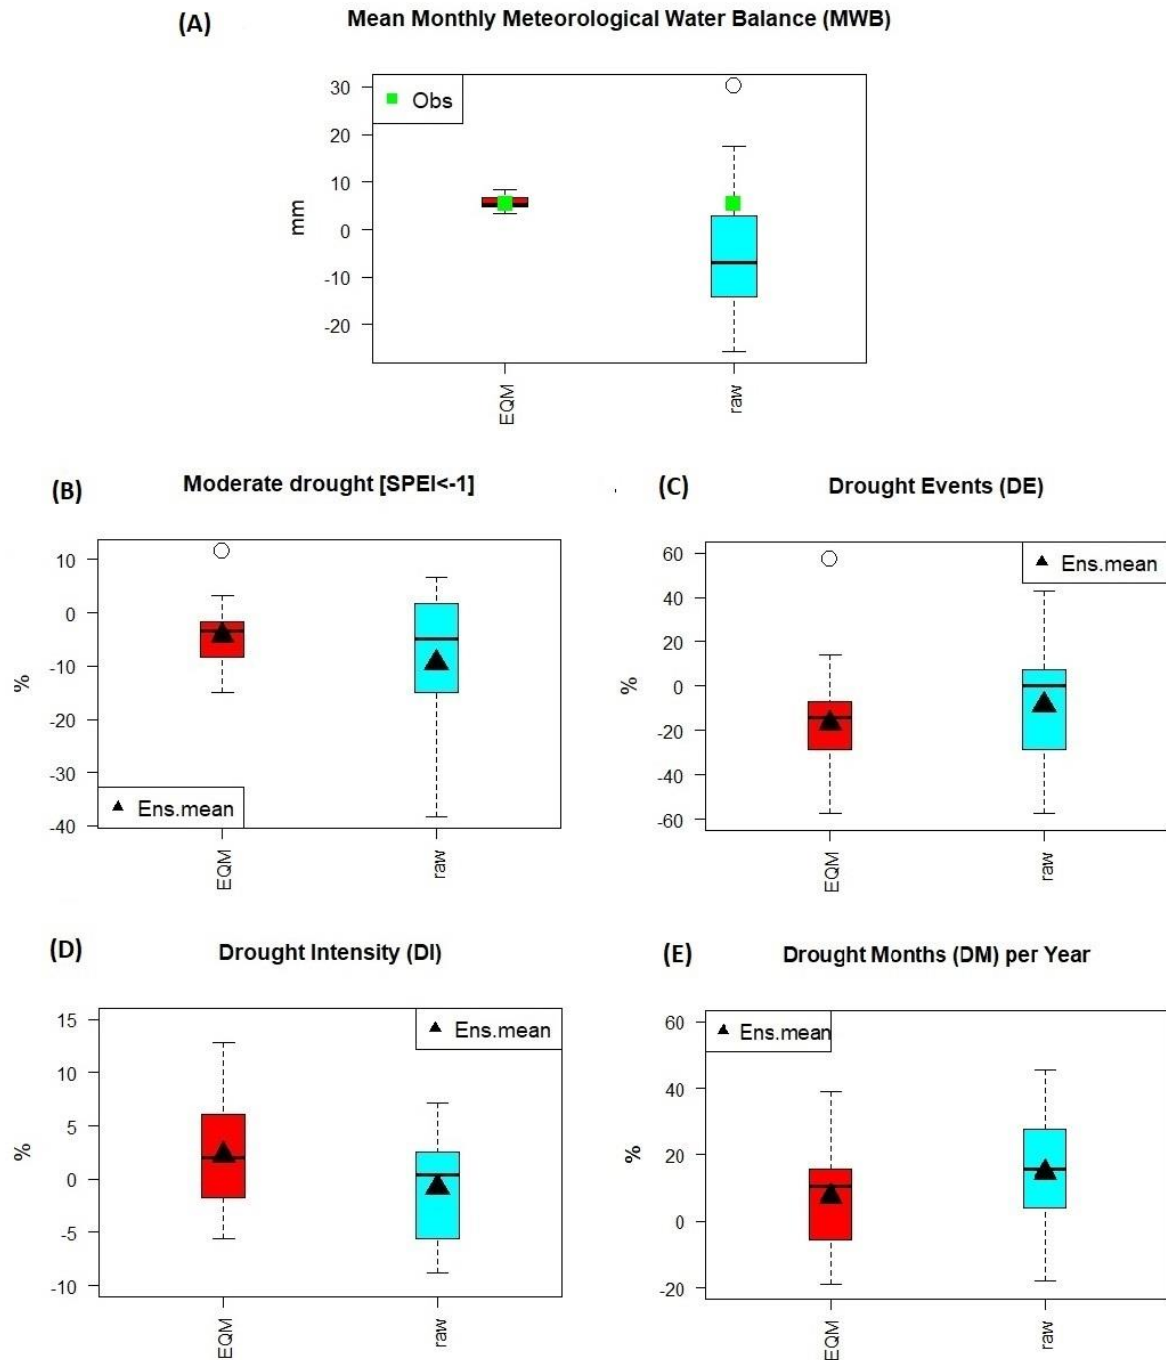 (A)
Mean Monthly Meteorological Water Balance (MWB)
Obs
30
20
10
0
-10
-20
mm
EQM
raw
(B)
Moderate drought [SPEI<-1]
10
0
-10
-20
-30
-40
%
Ens.mean
EQM
raw
(C)
Drought Events (DE)
60
40
20
0
-20
-40
-60
%
Ens.mean
EQM
raw
(D)
Drought Intensity (DI)
15
10
5
0
-5
-10
%
Ens.mean
EQM
raw
(E)
Drought Months (DM) per Year
60
40
20
0
-20
%
Ens.mean
EQM
raw